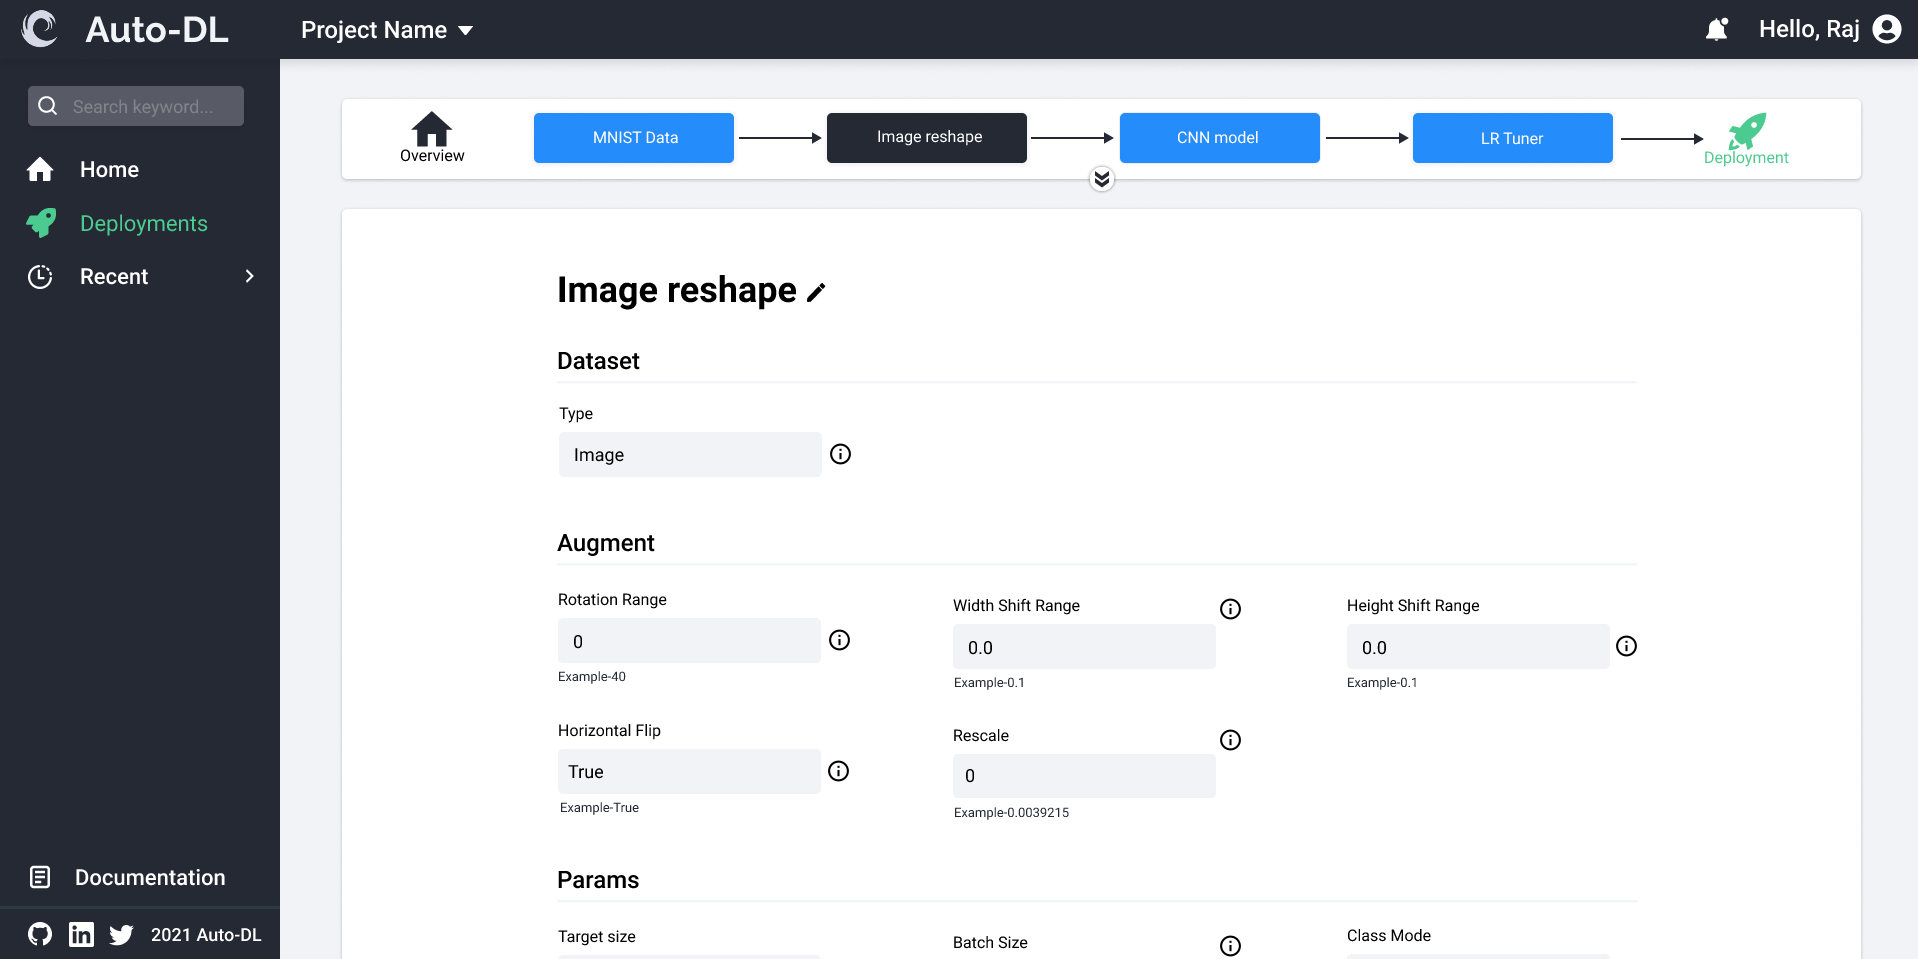 Auto-DL
Project Name
Hello, Raj
Search keyword...
Home
Deployments
Recent
Documentation
2021 Auto-DL
Overview
MNIST Data
Image reshape
CNN model
LR Tuner
Deployment
Image reshape
Dataset
Type
Image
Augment
Rotation Range
0
Example-40
Width Shift Range
0.0
Example-0.1
Height Shift Range
0.0
Example-0.1
Horizontal Flip
True
Example-True
Rescale
0
Example-0.0039215
Params
Target size
Batch Size
Class Mode